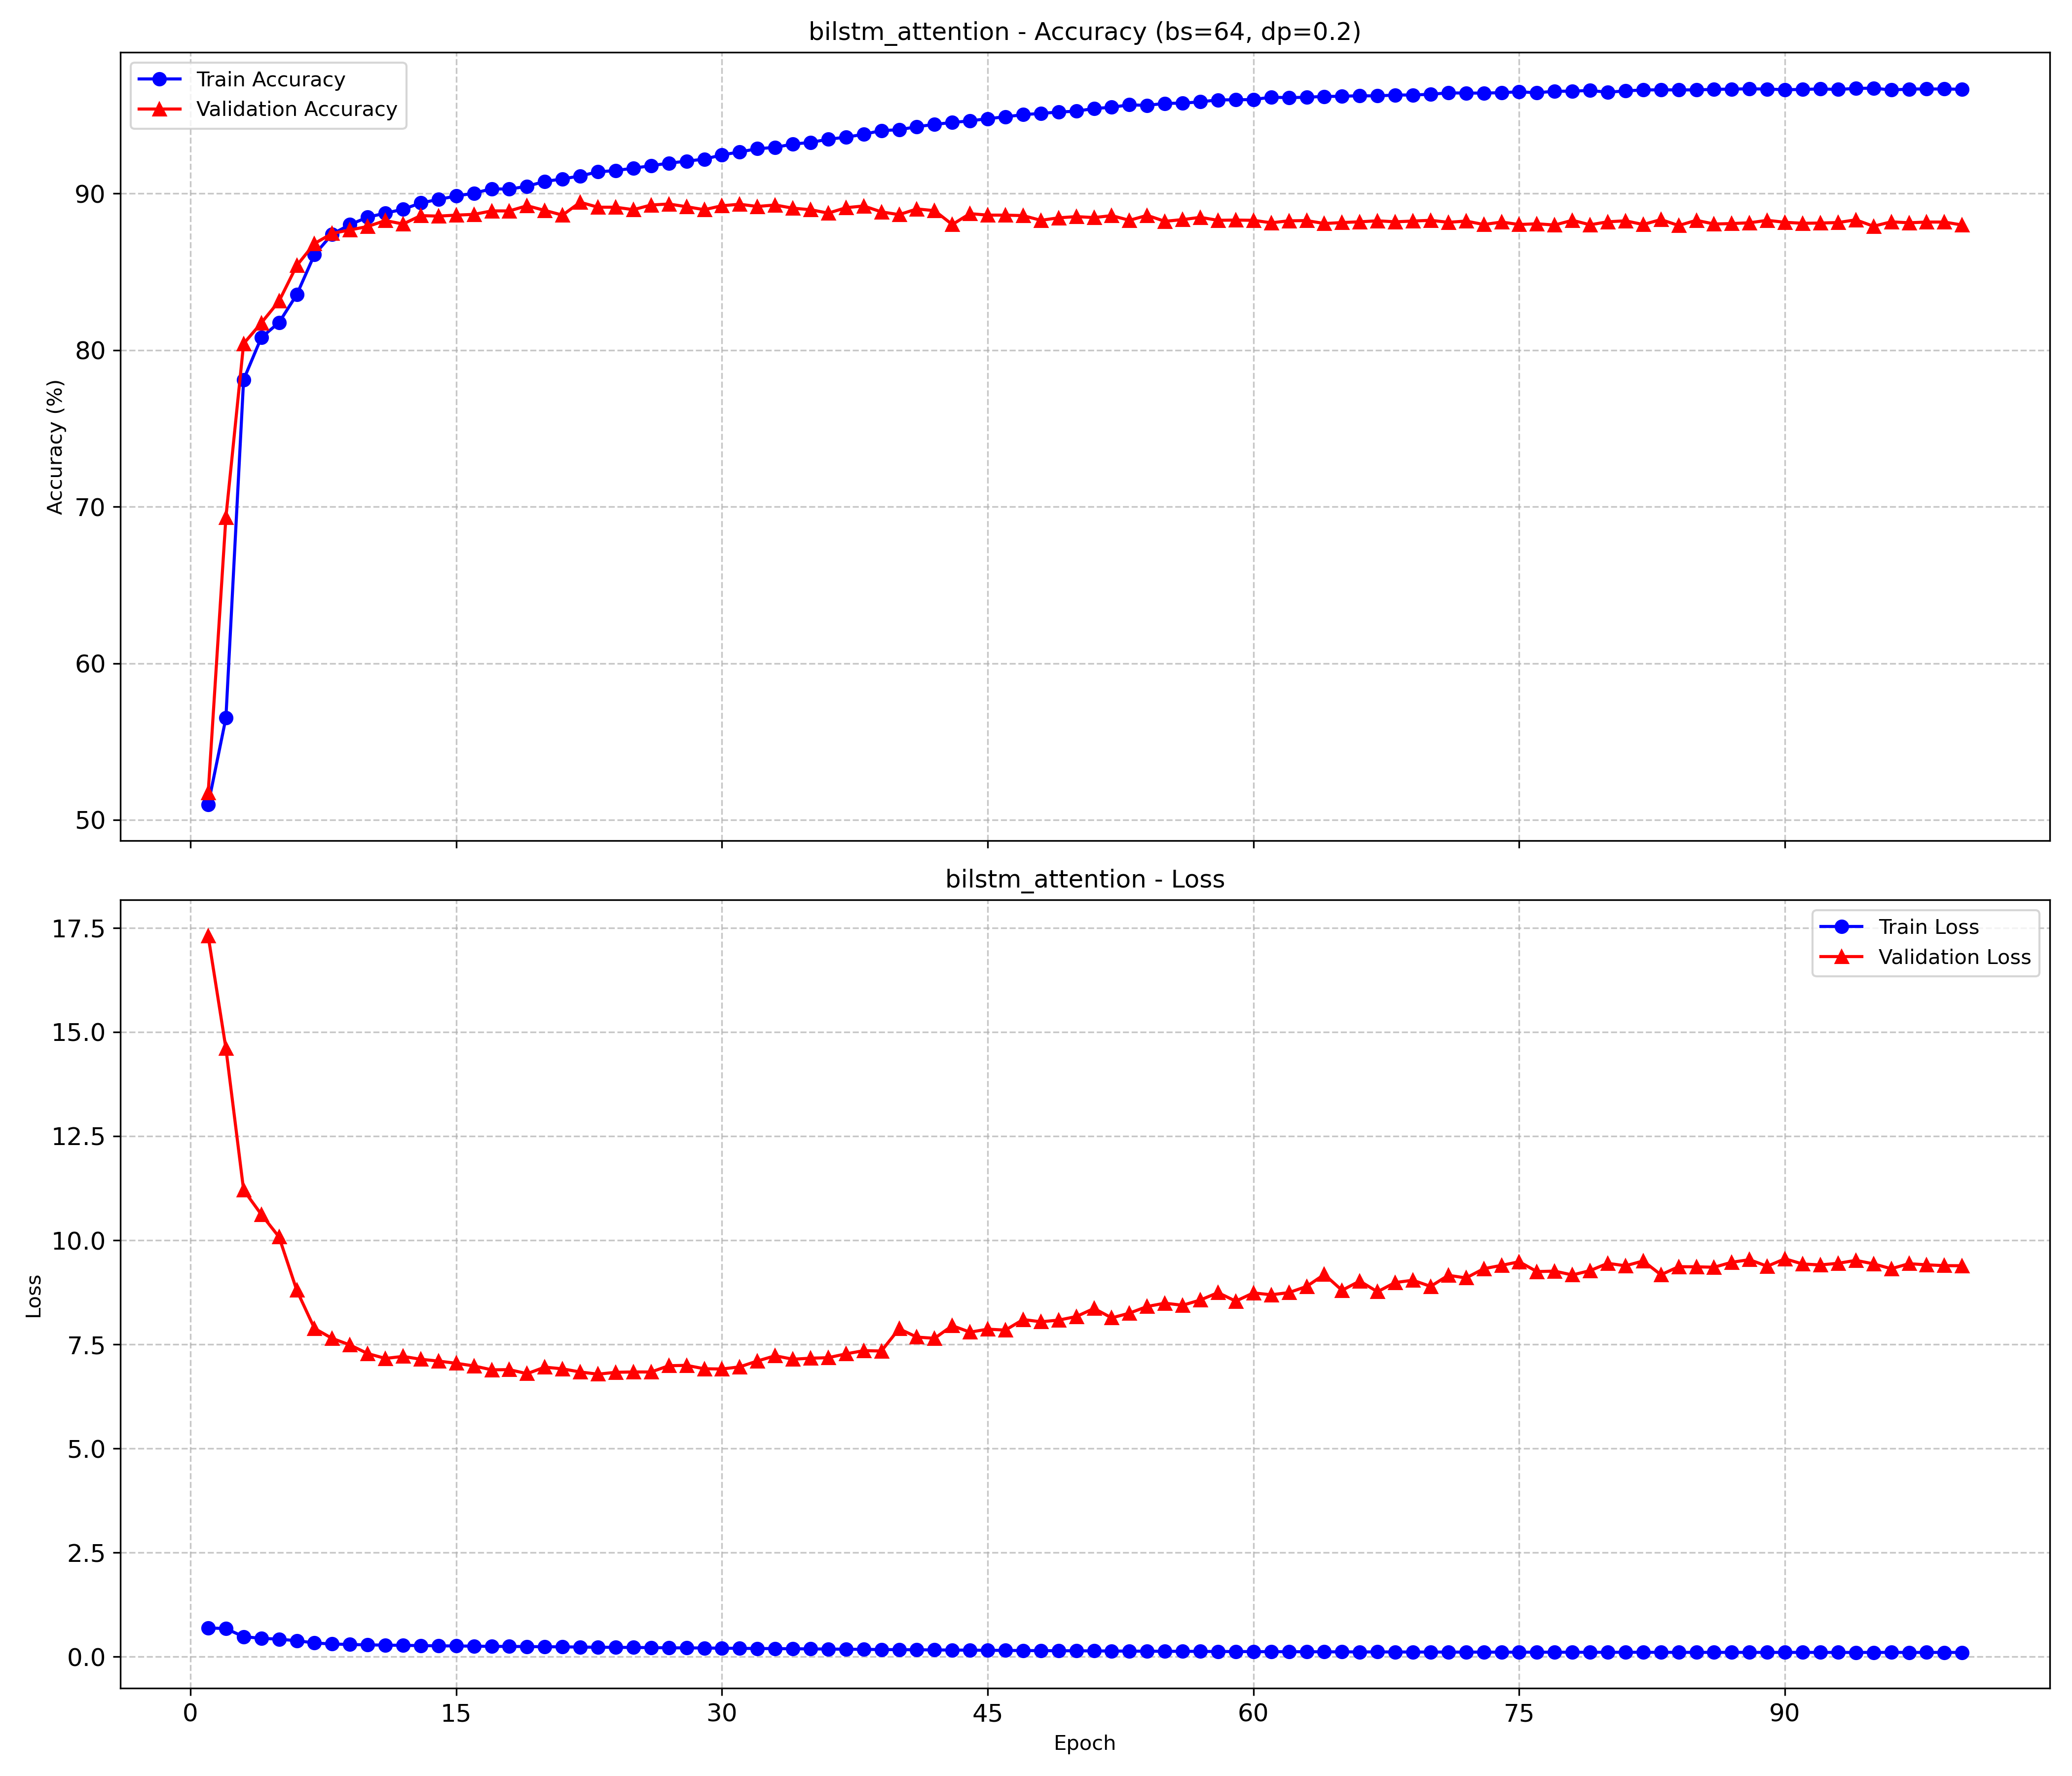 bilstm_attention - Accuracy (bs=64, dp=0.2)
Train Accuracy
Validation Accuracy
Accuracy (%)
90
80
70
60
50
bilstm_attention - Loss
Train Loss
Validation Loss
Loss
17.5
15.0
12.5
10.0
7.5
5.0
2.5
0.0
0 15 30 45 60 75 90
Epoch